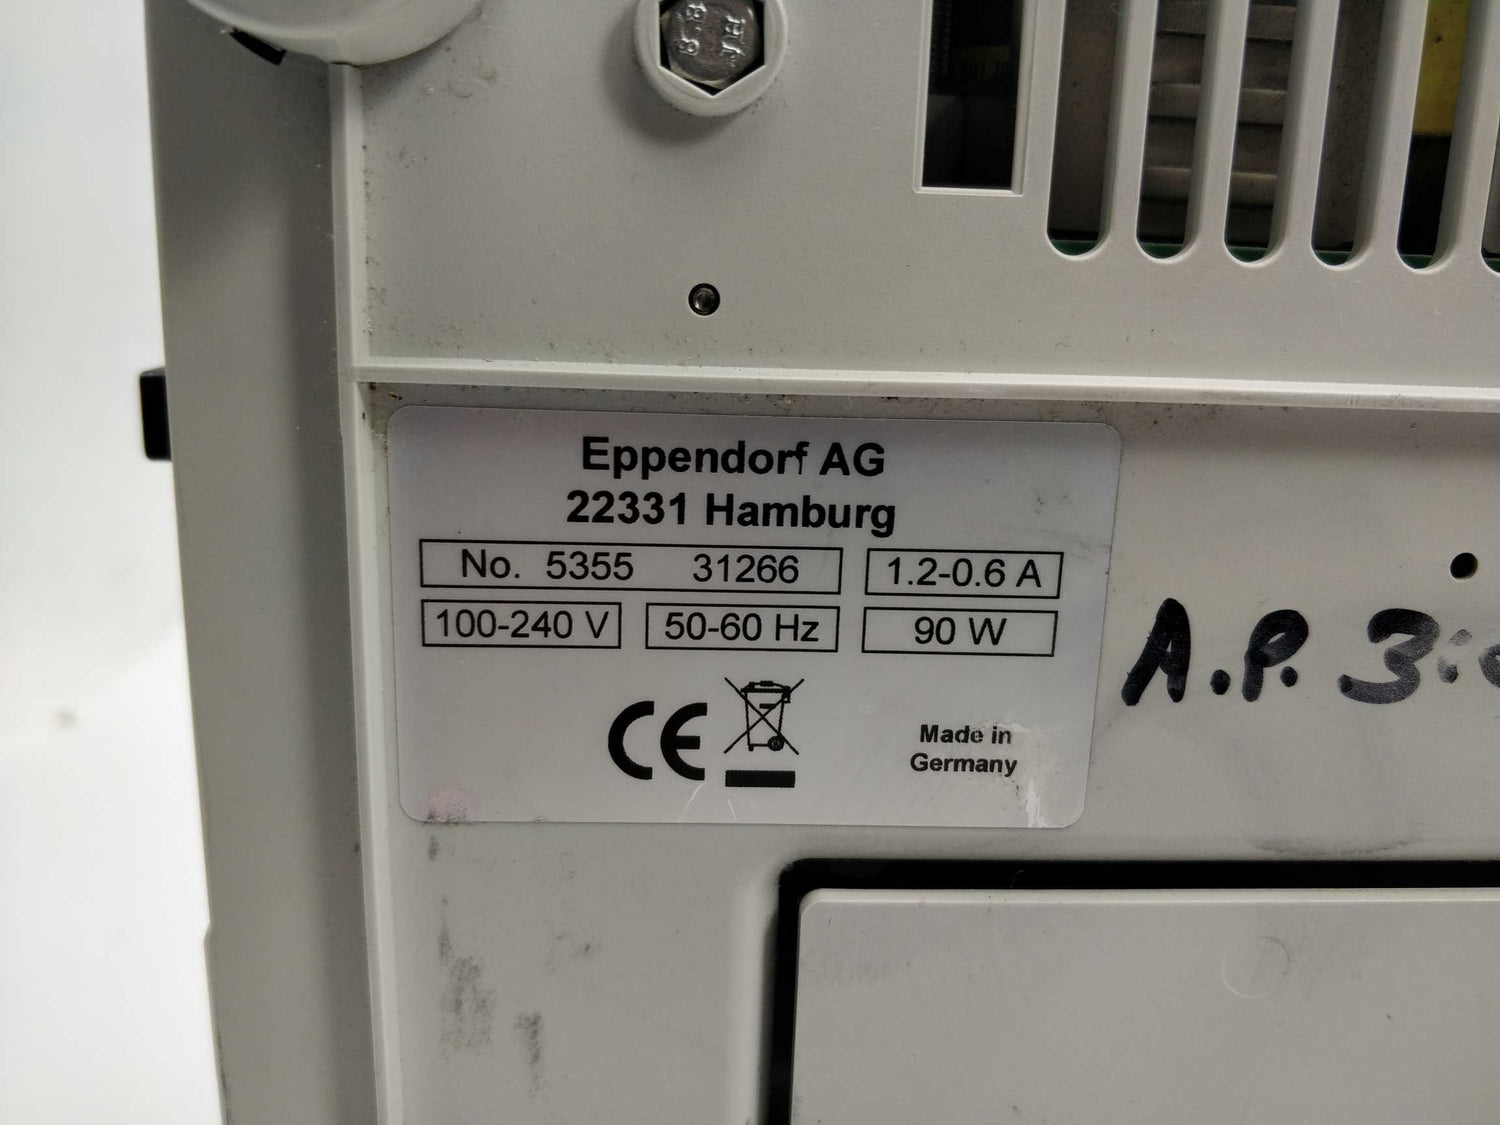 Eppendorf AG
22331 Hamburg
No. 5355 31266
1.2-0.6 A
100-240 V
50-60 Hz
90 W
CE
Made in
Germany
A.P. 3